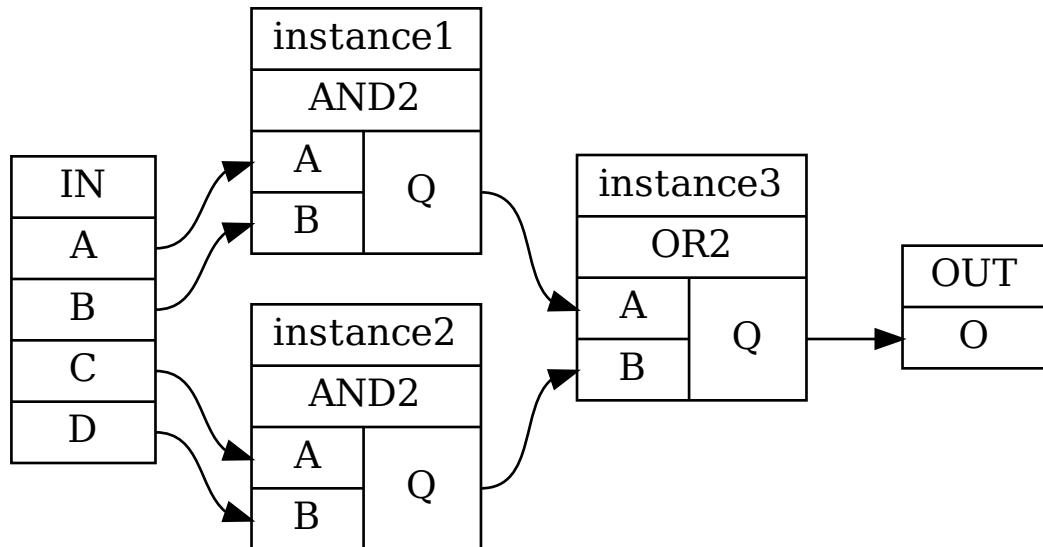 IN
A
B
C
D
instance1
AND2
A
B
Q
instance2
AND2
A
B
Q
instance3
OR2
A
B
Q
OUT
O